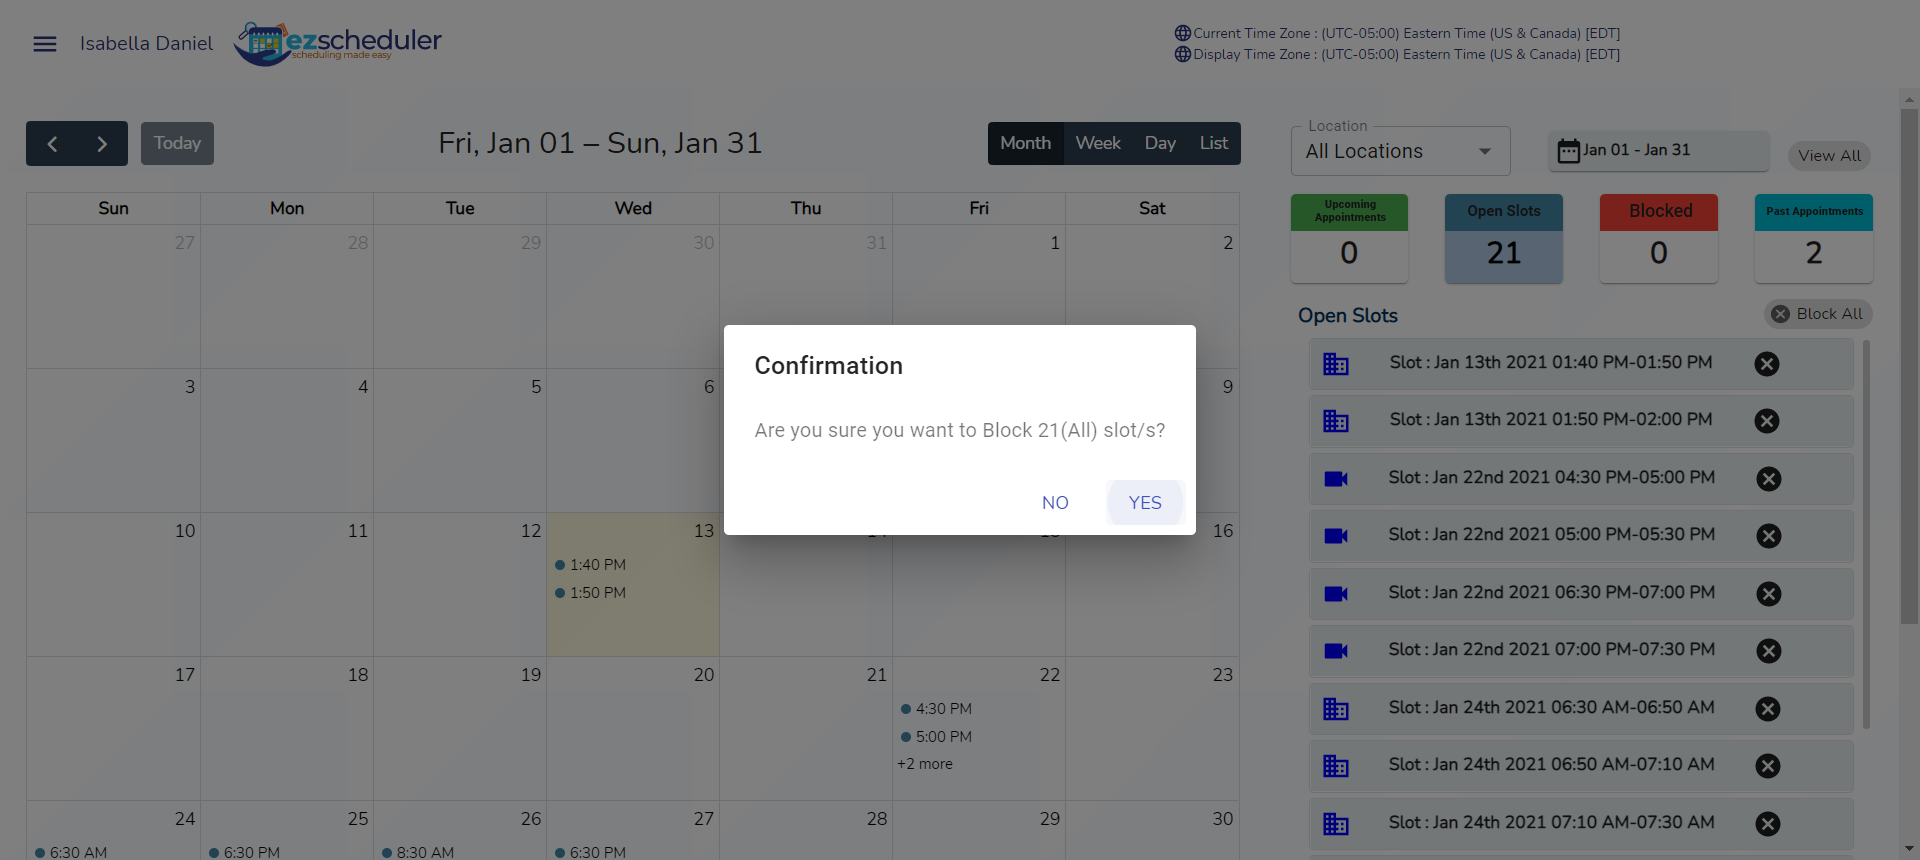 Isabella Daniel
ezscheduler
scheduling made easy
Current Time Zone : (UTC-05:00) Eastern Time (US & Canada) [EDT]
Display Time Zone : (UTC-05:00) Eastern Time (US & Canada) [EDT]
Today
Fri, Jan 01 – Sun, Jan 31
Month Week Day List
Location
All Locations
Jan 01 - Jan 31
View All
Sun Mon Tue Wed Thu Fri Sat
27 28 29 30 31 1 2
3 4 5 6 9
10 11 12 13 16
1:40 PM
1:50 PM
17 18 19 20 21 22 23
4:30 PM
5:00 PM
+2 more
24 25 26 27 28 29 30
6:30 AM 6:30 PM 8:30 AM 6:30 PM
Upcoming
Appointments
0
Open Slots
21
Blocked
0
Past Appointments
2
Open Slots
Block All
Slot : Jan 13th 2021 01:40 PM-01:50 PM
Slot : Jan 13th 2021 01:50 PM-02:00 PM
Slot : Jan 22nd 2021 04:30 PM-05:00 PM
Slot : Jan 22nd 2021 05:00 PM-05:30 PM
Slot : Jan 22nd 2021 06:30 PM-07:00 PM
Slot : Jan 22nd 2021 07:00 PM-07:30 PM
Slot : Jan 24th 2021 06:30 AM-06:50 AM
Slot : Jan 24th 2021 06:50 AM-07:10 AM
Slot : Jan 24th 2021 07:10 AM-07:30 AM
Confirmation
Are you sure you want to Block 21(All) slot/s?
NO YES